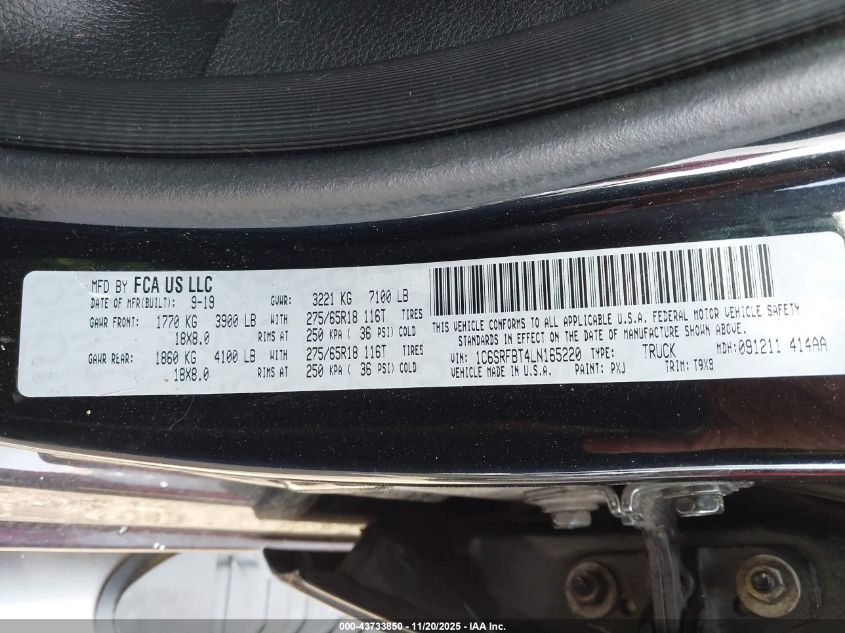 MFD BY FCA US LLC
DATE OF MFR(BUILT): 9-19 GVWR: 3221 KG 7100 LB
GAWR FRONT: 1770 KG 3900 LB WITH 275/65R18 116T TIRES
18X8.0 RIMS AT 250 KPA ( 36 PSI) COLD
GAWR REAR: 1860 KG 4100 LB WITH 275/65R18 116T TIRES
18X8.0 RIMS AT 250 KPA ( 36 PSI) COLD
THIS VEHICLE CONFORMS TO ALL APPLICABLE U.S.A. FEDERAL MOTOR VEHICLE SAFETY
STANDARDS IN EFFECT ON THE DATE OF MANUFACTURE SHOWN ABOVE.
VIN: 1C6SRFBT4LN165220 TYPE: TRUCK MDH:091211 414AA
VEHICLE MADE IN U.S.A. PAINT: PXJ TRIM: T9X9
000-43733850 | 11/20/2025 - IAA Inc.